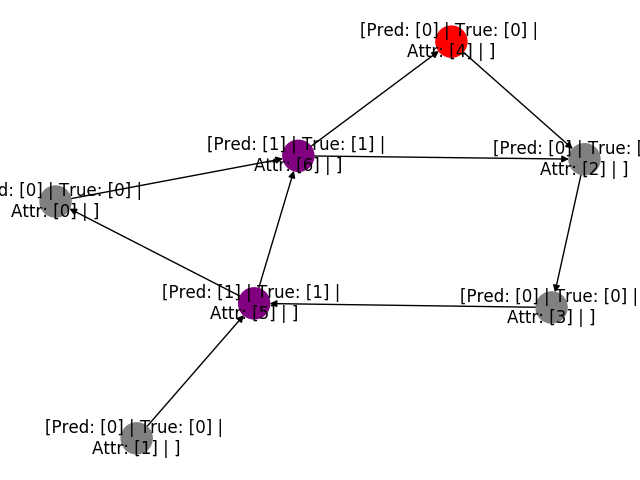 [Pred: [0] | True: [0] |
Attr: [4] | ]
[Pred: [1] | True: [1] |
Attr: [6] | ]
[Pred: [0] | True: [
Attr: [2] | ]
d: [0] | True: [0] |
Attr: [0] | ]
[Pred: [1] | True: [1] |
Attr: [5] | ]
[Pred: [0] | True: [0] |
Attr: [3] | ]
[Pred: [0] | True: [0] |
Attr: [1] | ]